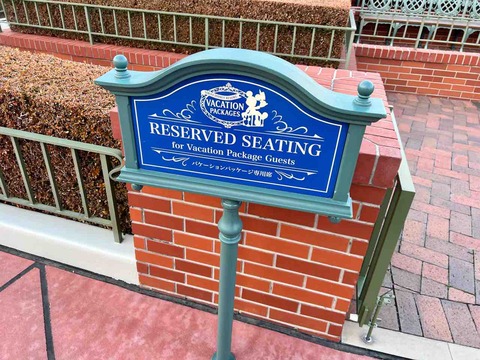 VACATION
PACKAGES
RESERVED SEATING
for Vacation Package Guests
バケーションパッケージ専用席